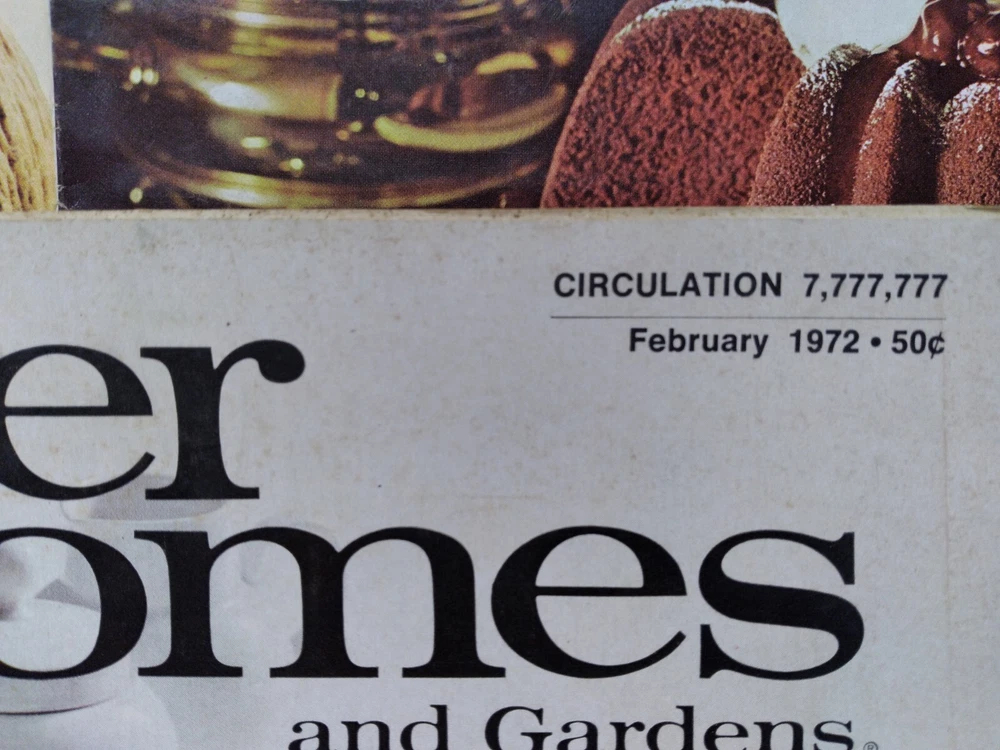 CIRCULATION 7,777,777
February 1972 • 50¢
er
omes
and Gardens®